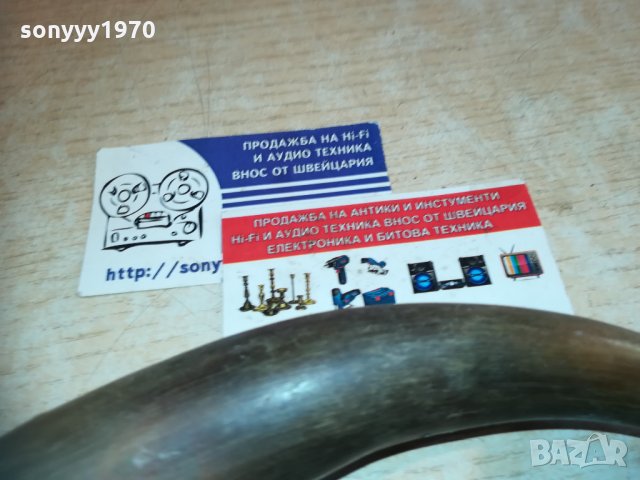 sonyyy1970
ПРОДАЖБА НА Hi-Fi
И АУДИО ТЕХНИКА
ВНОС ОТ ШВЕЙЦАРИЯ
http://sony
ПРОДАЖБА НА АНТИКИ И ИНСТУМЕНТИ
Hi-Fi И АУДИО ТЕХНИКА ВНОС ОТ ШВЕЙЦАРИЯ
ЕЛЕКТРОНИКА И БИТОВА ТЕХНИКА
BAZAR